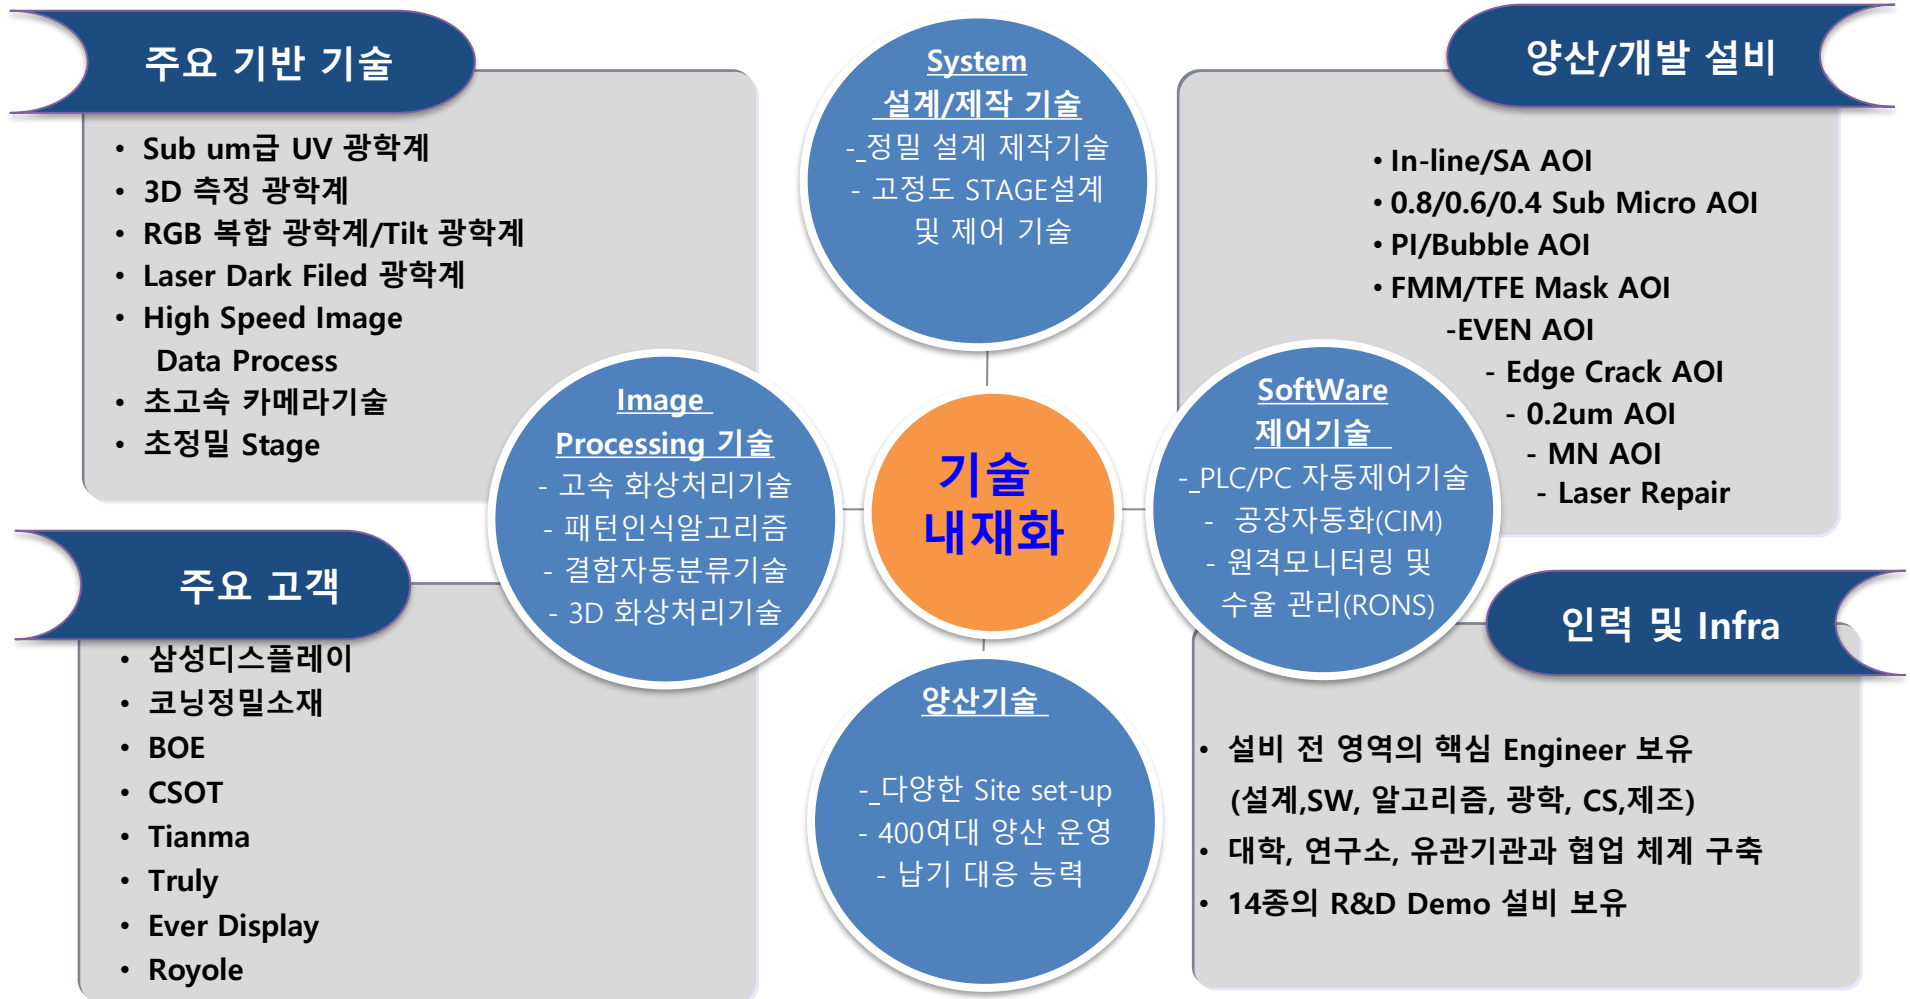 주요 기반 기술
• Sub um급 UV 광학계
• 3D 측정 광학계
• RGB 복합 광학계/Tilt 광학계
• Laser Dark Filed 광학계
• High Speed Image
Data Process
• 초고속 카메라기술
• 초정밀 Stage
System
설계/제작 기술
-_정밀 설계 제작기술
- 고정도 STAGE설계
및 제어 기술
양산/개발 설비
• In-line/SA AOI
• 0.8/0.6/0.4 Sub Micro AOI
• PI/Bubble AOI
• FMM/TFE Mask AOI
-EVEN AOI
- Edge Crack AOI
- 0.2um AOI
- MN AOI
- Laser Repair
Image
Processing 기술
- 고속 화상처리기술
- 패턴인식알고리즘
- 결함자동분류기술
- 3D 화상처리기술
기술
내재화
SoftWare
제어기술
-_PLC/PC 자동제어기술
- 공장자동화(CIM)
- 원격모니터링 및
수율 관리(RONS)
주요 고객
• 삼성디스플레이
• 코닝정밀소재
• BOE
• CSOT
• Tianma
• Truly
• Ever Display
• Royole
양산기술
-_다양한 Site set-up
- 400여대 양산 운영
- 납기 대응 능력
인력 및 Infra
• 설비 전 영역의 핵심 Engineer 보유
(설계,SW, 알고리즘, 광학, CS,제조)
• 대학, 연구소, 유관기관과 협업 체계 구축
• 14종의 R&D Demo 설비 보유